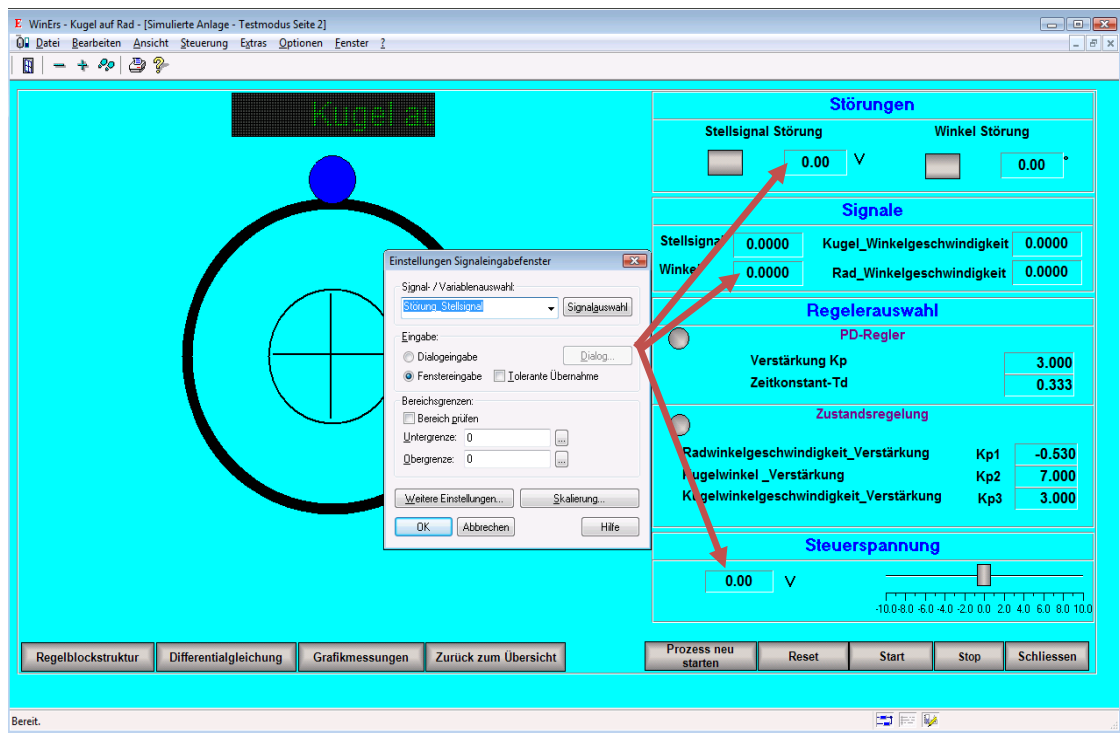 WinErs - Kugel auf Rad - [Simulierte Anlage - Testmodus Seite 2]
Datei Bearbeiten Ansicht Steuerung Extras Optionen Fenster ?
Kugel au
Störungen
Stellsignal Störung Winkel Störung
0.00 V 0.00 °
Signale
Stellsignal 0.0000 Kugel_Winkelgeschwindigkeit 0.0000
Winkel 0.0000 Rad_Winkelgeschwindigkeit 0.0000
Regelerauswahl
PD-Regler
Verstärkung Kp 3.000
Zeitkonstant-Td 0.333
Zustandsregelung
Radwinkelgeschwindigkeit_Verstärkung Kp1 -0.530
Kugelwinkel _Verstärkung Kp2 7.000
Kugelwinkelgeschwindigkeit_Verstärkung Kp3 3.000
Steuerspannung
0.00 V
-10.0 -8.0 -6.0 -4.0 -2.0 0.0 2.0 4.0 6.0 8.0 10.0
Einstellungen Signaleingabefenster
Signal- / Variablenauswahl:
Störung_Stellsignal Signalauswahl
Eingabe:
Dialogeingabe Dialog...
Fenstereingabe Tolerante Übernahme
Bereichsgrenzen:
Bereich prüfen
Untergrenze: 0 ...
Obergrenze: 0 ...
Weitere Einstellungen... Skalierung...
OK Abbrechen Hilfe
Regelblockstruktur Differentialgleichung Grafikmessungen Zurück zum Übersicht
Prozess neu starten Reset Start Stop Schliessen
Bereit.